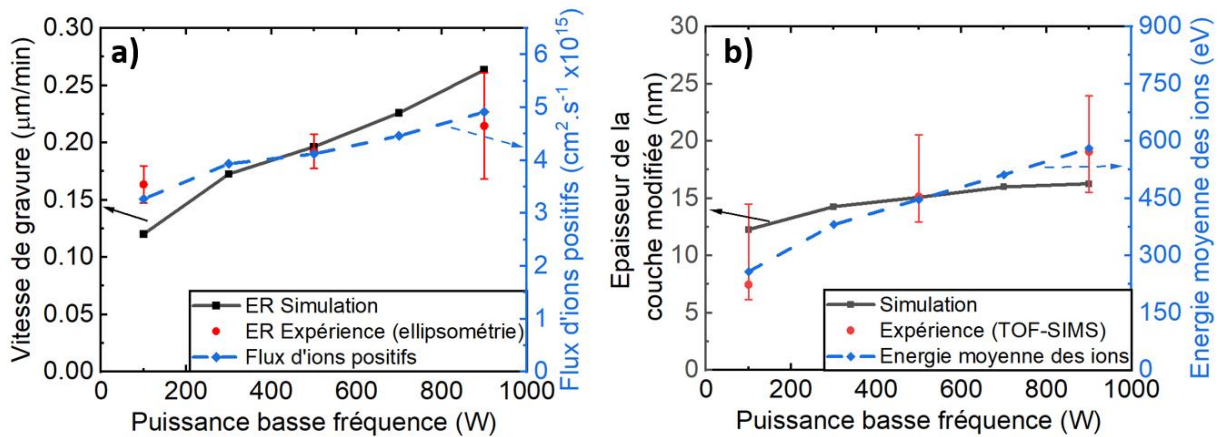 a)
Vitesse de gravure (μm/min)
0.30
0.25
0.20
0.15
0.10
0.05
0.00
0 200 400 600 800 1000
Puissance basse fréquence (W)
ER Simulation
ER Expérience (ellipsométrie)
Flux d'ions positifs
6
5
4
3
2
1
0
Flux d'ions positifs (cm².s⁻¹ x10¹⁵)
b)
Epaisseur de la
couche modifiée (nm)
30
25
20
15
10
5
0
0 200 400 600 800 1000
Puissance basse fréquence (W)
Simulation
Expérience (TOF-SIMS)
Energie moyenne des ions
900
750
600
450
300
150
0
Energie moyenne des ions (eV)